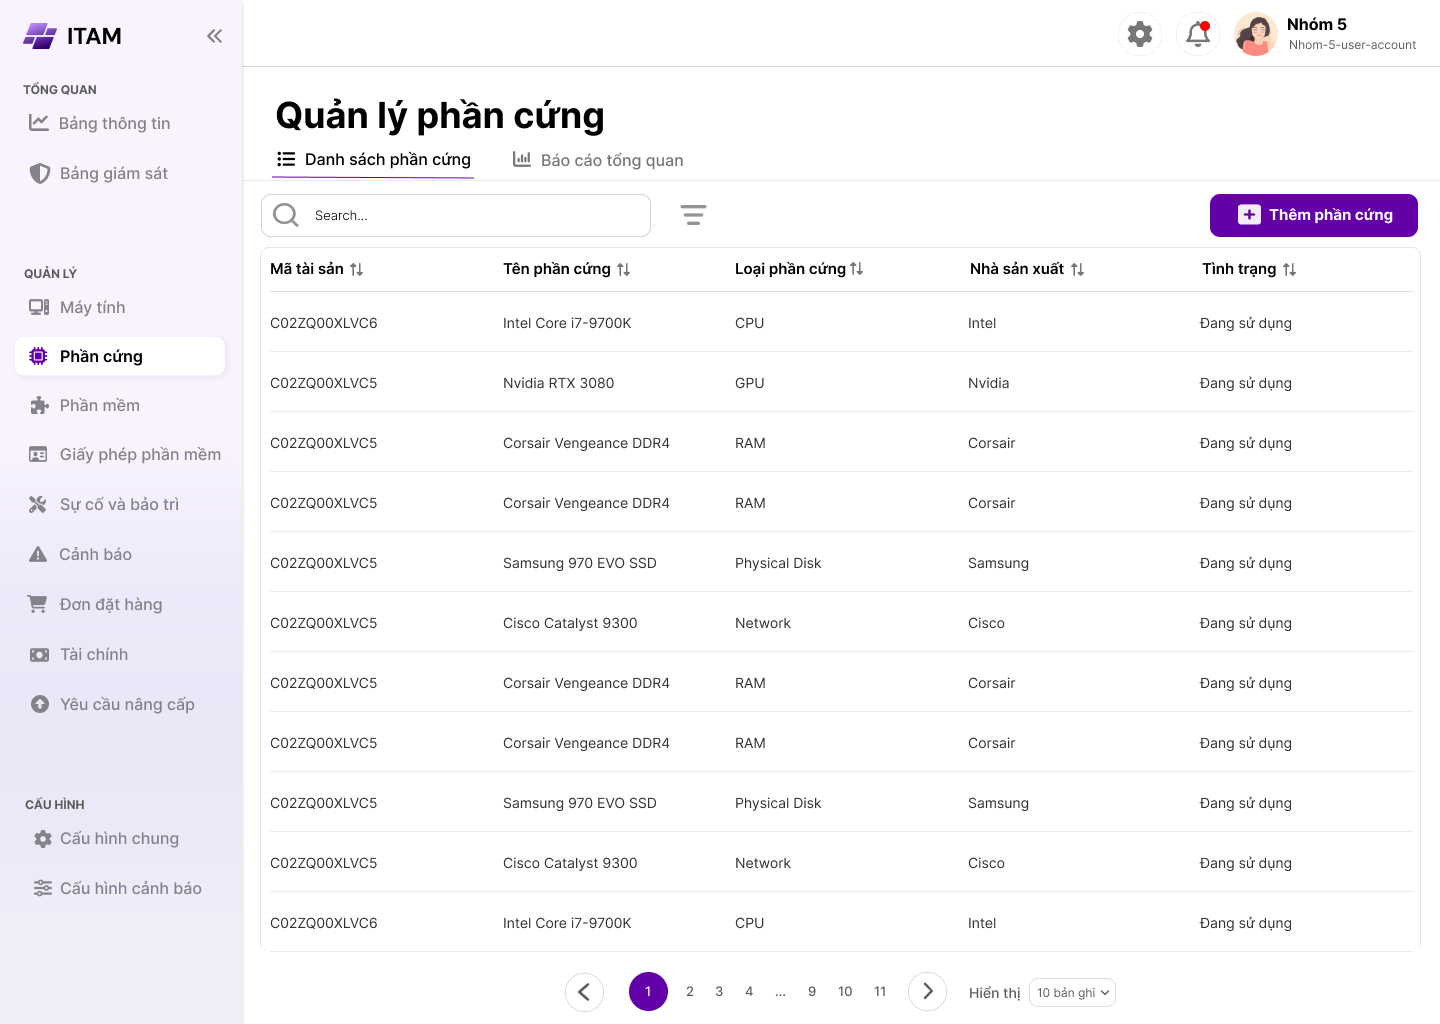 ITAM
TỔNG QUAN
Bảng thông tin
Bảng giám sát
QUẢN LÝ
Máy tính
Phần cứng
Phần mềm
Giấy phép phần mềm
Sự cố và bảo trì
Cảnh báo
Đơn đặt hàng
Tài chính
Yêu cầu nâng cấp
CẤU HÌNH
Cấu hình chung
Cấu hình cảnh báo
Nhóm 5
Nhom-5-user-account
Quản lý phần cứng
Danh sách phần cứng Báo cáo tổng quan
Search... Thêm phần cứng
Mã tài sản Tên phần cứng Loại phần cứng Nhà sản xuất Tình trạng
C02ZQ00XLVC6 Intel Core i7-9700K CPU Intel Đang sử dụng
C02ZQ00XLVC5 Nvidia RTX 3080 GPU Nvidia Đang sử dụng
C02ZQ00XLVC5 Corsair Vengeance DDR4 RAM Corsair Đang sử dụng
C02ZQ00XLVC5 Corsair Vengeance DDR4 RAM Corsair Đang sử dụng
C02ZQ00XLVC5 Samsung 970 EVO SSD Physical Disk Samsung Đang sử dụng
C02ZQ00XLVC5 Cisco Catalyst 9300 Network Cisco Đang sử dụng
C02ZQ00XLVC5 Corsair Vengeance DDR4 RAM Corsair Đang sử dụng
C02ZQ00XLVC5 Corsair Vengeance DDR4 RAM Corsair Đang sử dụng
C02ZQ00XLVC5 Samsung 970 EVO SSD Physical Disk Samsung Đang sử dụng
C02ZQ00XLVC5 Cisco Catalyst 9300 Network Cisco Đang sử dụng
C02ZQ00XLVC6 Intel Core i7-9700K CPU Intel Đang sử dụng
1 2 3 4 ... 9 10 11 Hiển thị 10 bản ghi